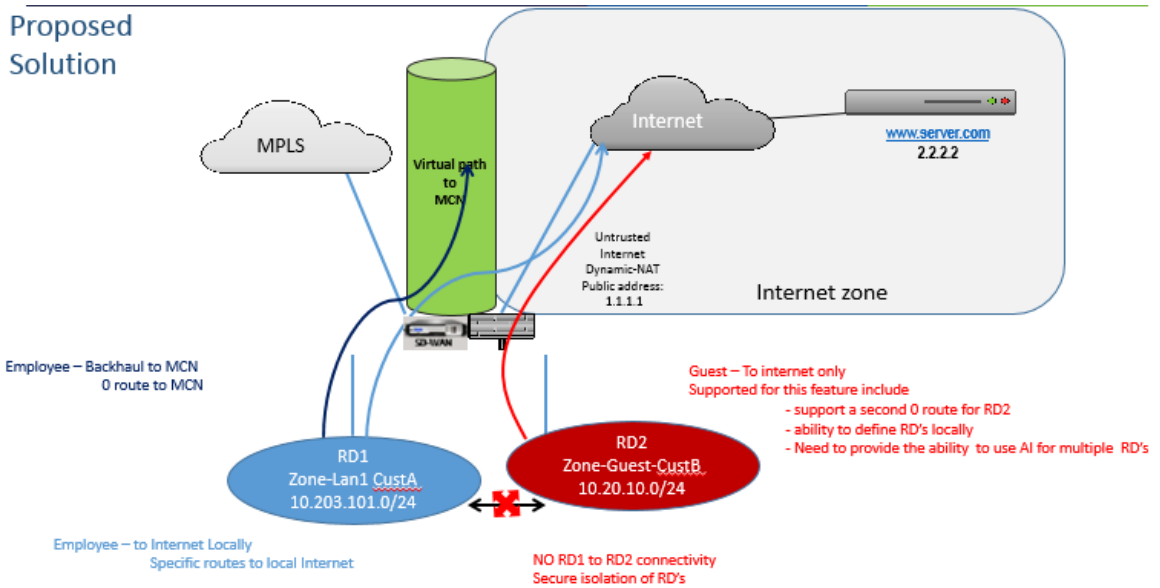 Proposed
Solution
MPLS
Virtual path
to
MCN
Internet
www.server.com
2.2.2.2
Untrusted
Internet
Dynamic-NAT
Public address:
1.1.1.1
Internet zone
SD-WAN
Employee – Backhaul to MCN
0 route to MCN
Guest – To internet only
Supported for this feature include
- support a second 0 route for RD2
- ability to define RD's locally
- Need to provide the ability to use AI for multiple RD's
RD1
Zone-Lan1 CustA
10.203.101.0/24
RD2
Zone-Guest-CustB
10.20.10.0/24
Employee – to Internet Locally
Specific routes to local Internet
NO RD1 to RD2 connectivity
Secure isolation of RD's